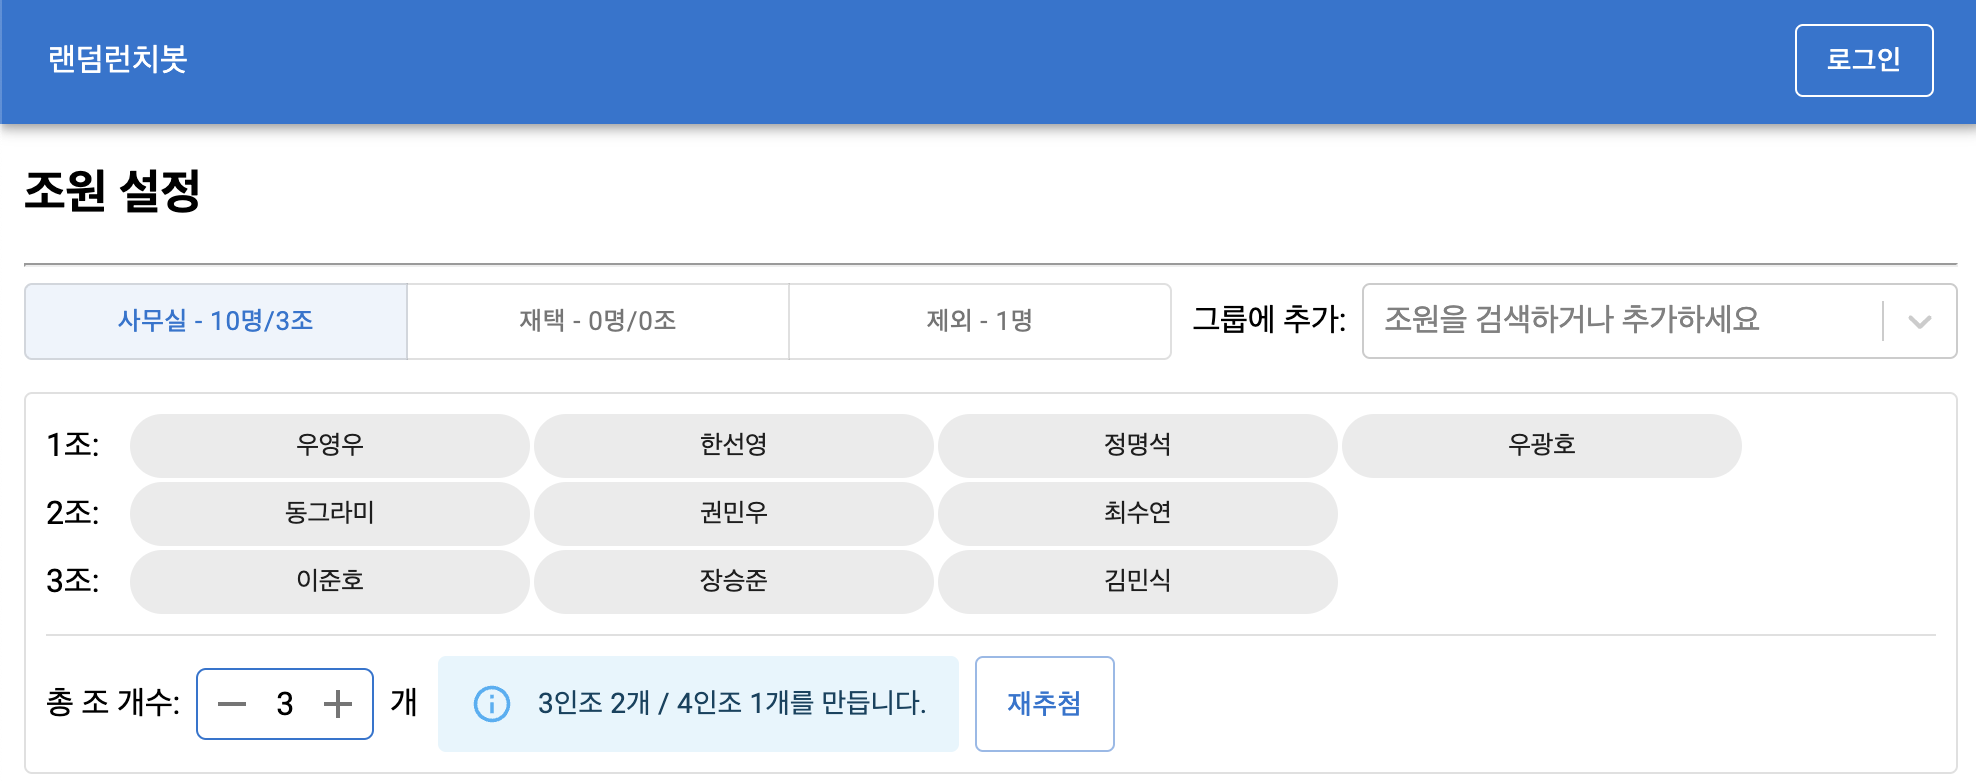 랜덤런치봇 로그인
조원 설정
사무실 - 10명/3조 재택 - 0명/0조 제외 - 1명 그룹에 추가: 조원을 검색하거나 추가하세요
1조: 우영우 한선영 정명석 우광호
2조: 동그라미 권민우 최수연
3조: 이준호 장승준 김민식
총 조 개수: 3 개 3인조 2개 / 4인조 1개를 만듭니다. 재추첨